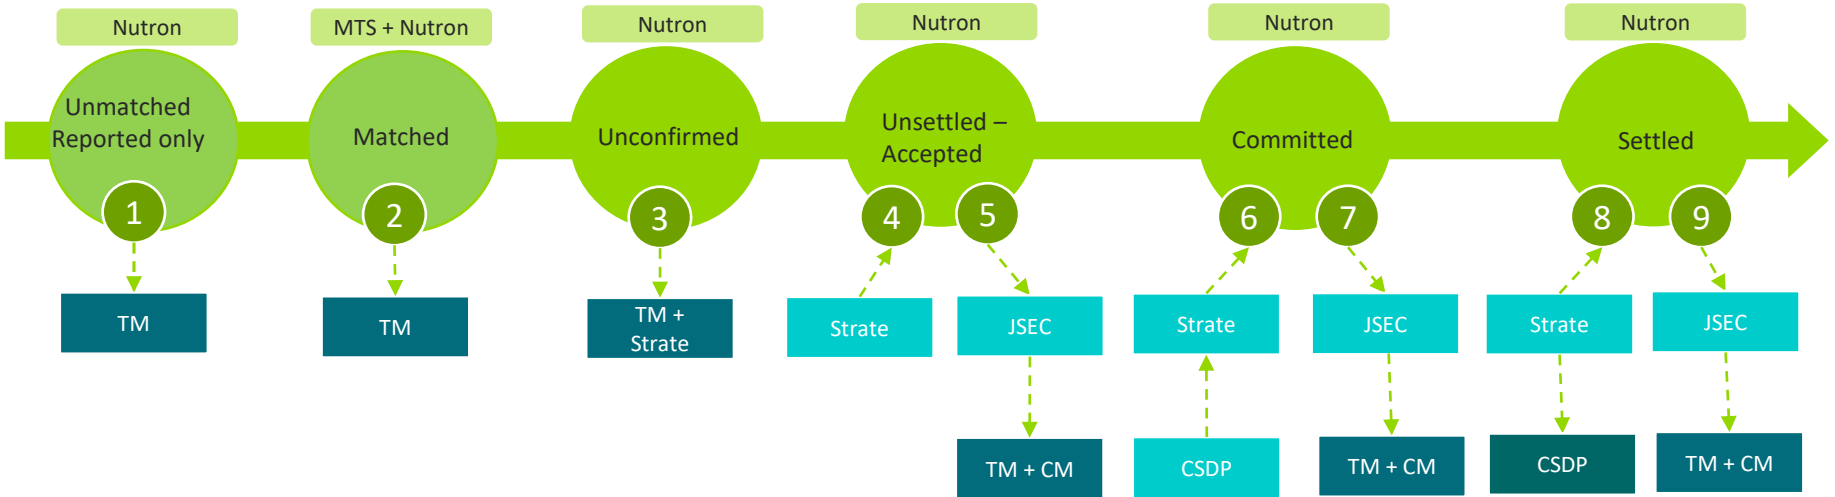 Nutron
MTS + Nutron
Nutron
Nutron
Nutron
Nutron
Unmatched
Reported only
Matched
Unconfirmed
Unsettled –
Accepted
Committed
Settled
1
2
3
4
5
6
7
8
9
TM
TM
TM +
Strate
Strate
JSEC
Strate
JSEC
Strate
JSEC
TM + CM
CSDP
TM + CM
CSDP
TM + CM